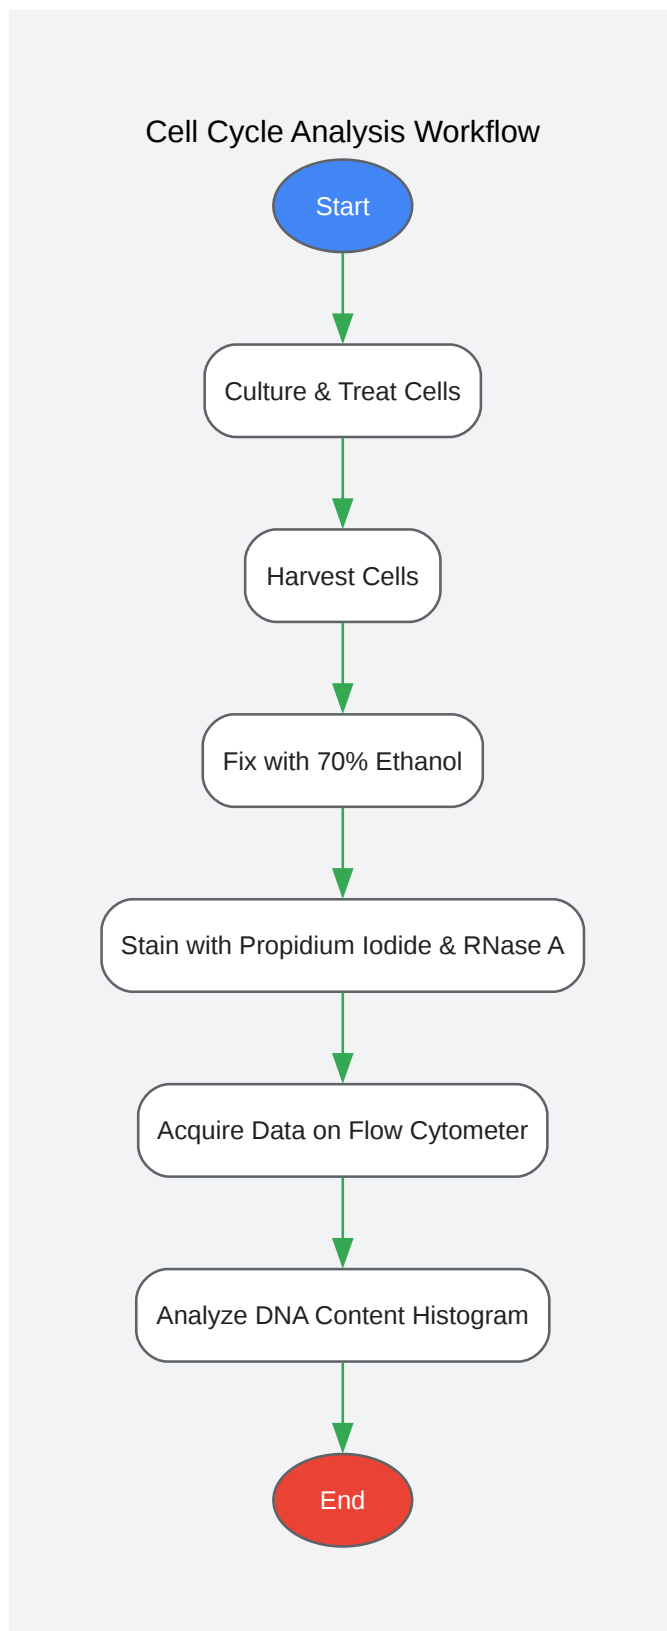 Cell Cycle Analysis Workflow
Start
Culture & Treat Cells
Harvest Cells
Fix with 70% Ethanol
Stain with Propidium Iodide & RNase A
Acquire Data on Flow Cytometer
Analyze DNA Content Histogram
End